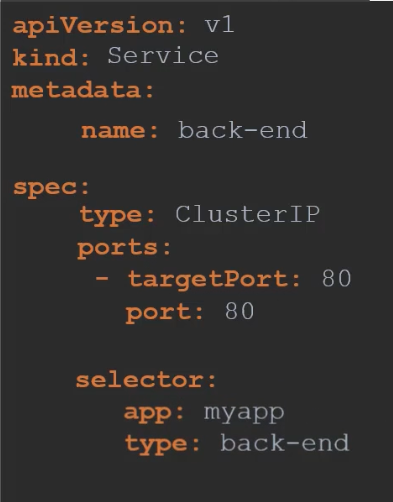 apiVersion: v1
kind: Service
metadata:
name: back-end
spec:
type: ClusterIP
ports:
- targetPort: 80
port: 80
selector:
app: myapp
type: back-end